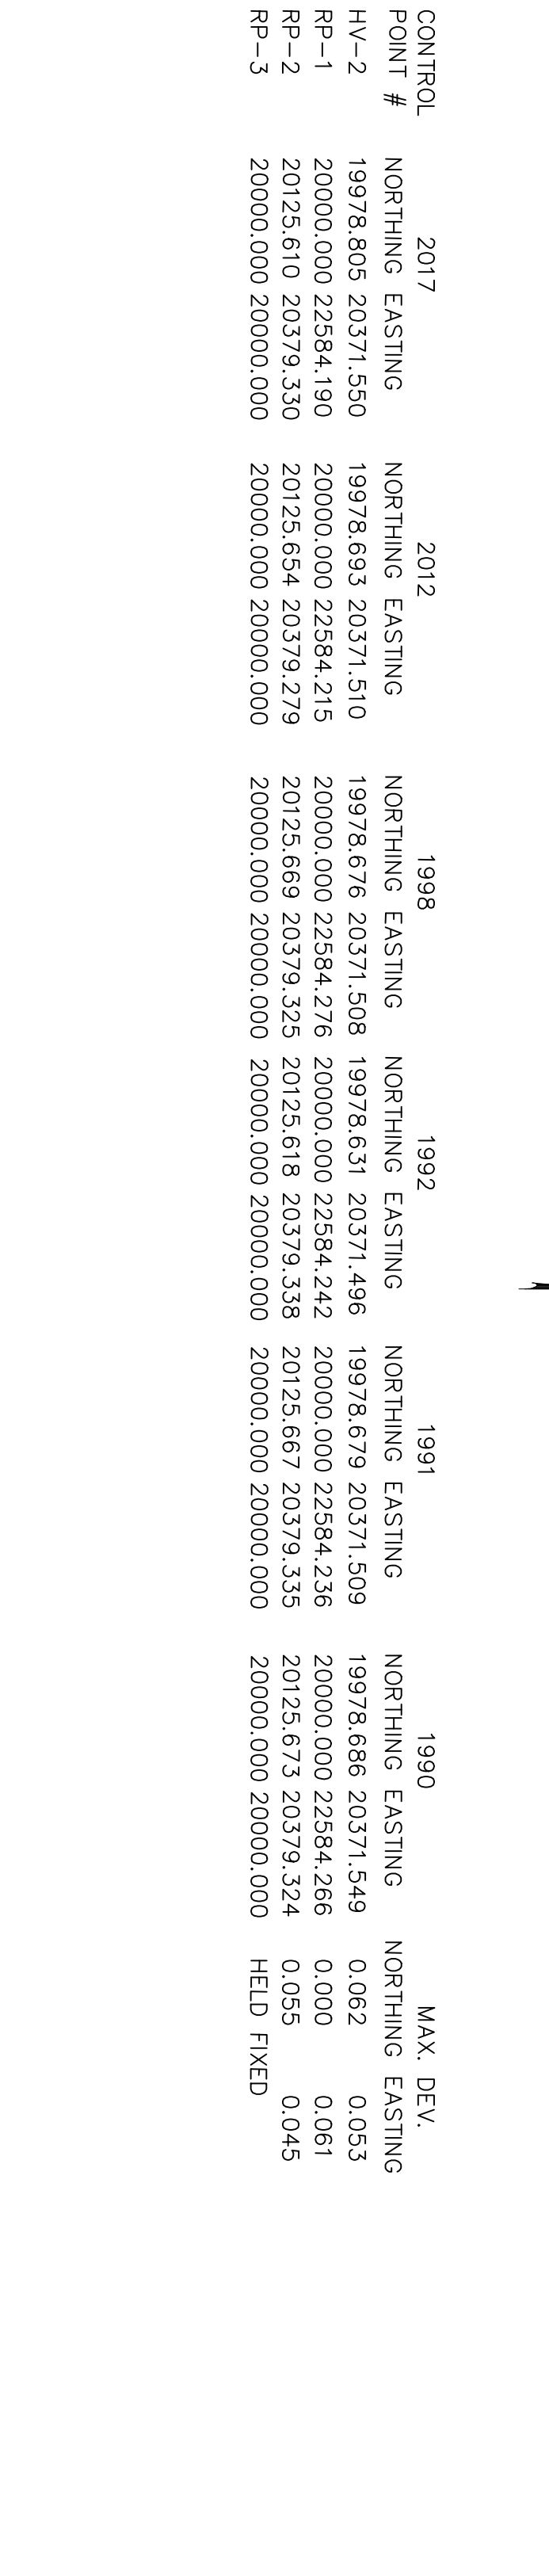 CONTROL 2017 2012 1998 1992 1991 1990 MAX. DEV.
POINT # NORTHING EASTING NORTHING EASTING NORTHING EASTING NORTHING EASTING NORTHING EASTING NORTHING EASTING NORTHING EASTING
HV-2 19978.805 20371.550 19978.693 20371.510 19978.676 20371.508 19978.631 20371.496 19978.679 20371.509 19978.686 20371.549 0.062 0.053
RP-1 20000.000 22584.190 20000.000 22584.215 20000.000 22584.276 20000.000 22584.242 20000.000 22584.236 20000.000 22584.266 0.000 0.061
RP-2 20125.610 20379.330 20125.654 20379.279 20125.669 20379.325 20125.618 20379.338 20125.667 20379.335 20125.673 20379.324 0.055 0.045
RP-3 20000.000 20000.000 20000.000 20000.000 20000.000 20000.000 20000.000 20000.000 20000.000 20000.000 20000.000 20000.000 HELD FIXED